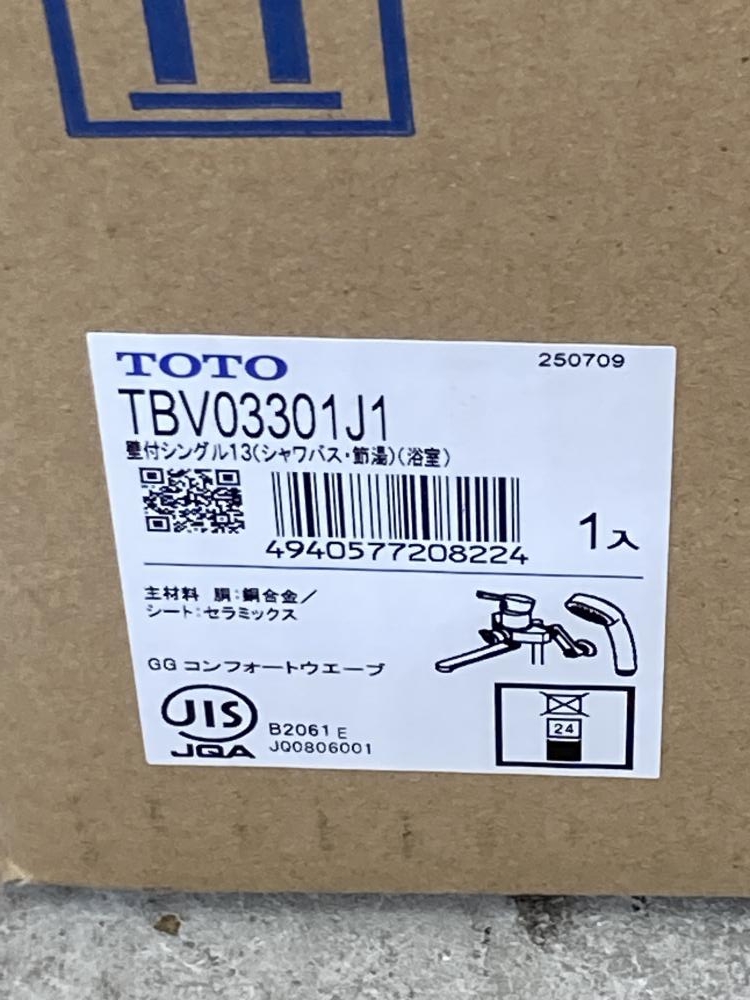 TOTO
250709
TBV03301J1
壁付シングル13(シャワバス・節湯)(浴室)
4940577208224
1入
主材料 胴:銅合金/
シート:セラミックス
GGコンフォートウエーブ
JIS
JQA
B2061 E
JQ0806001
24